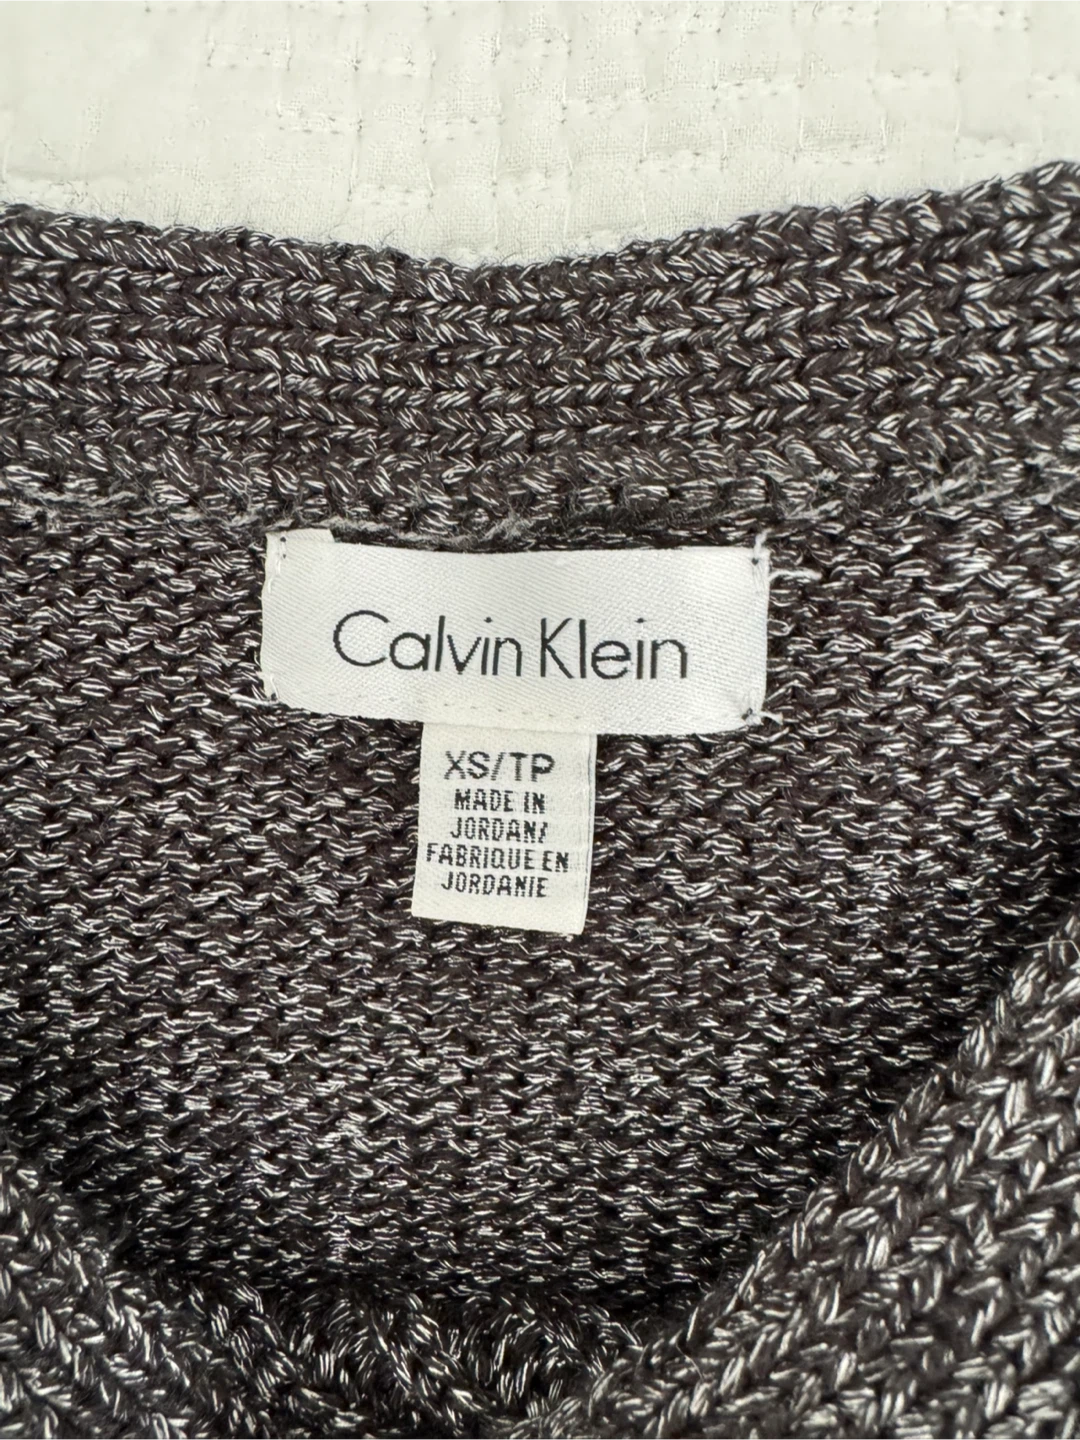 Calvin Klein
XS/TP
MADE IN
JORDAN/
FABRIQUE EN
JORDANIE